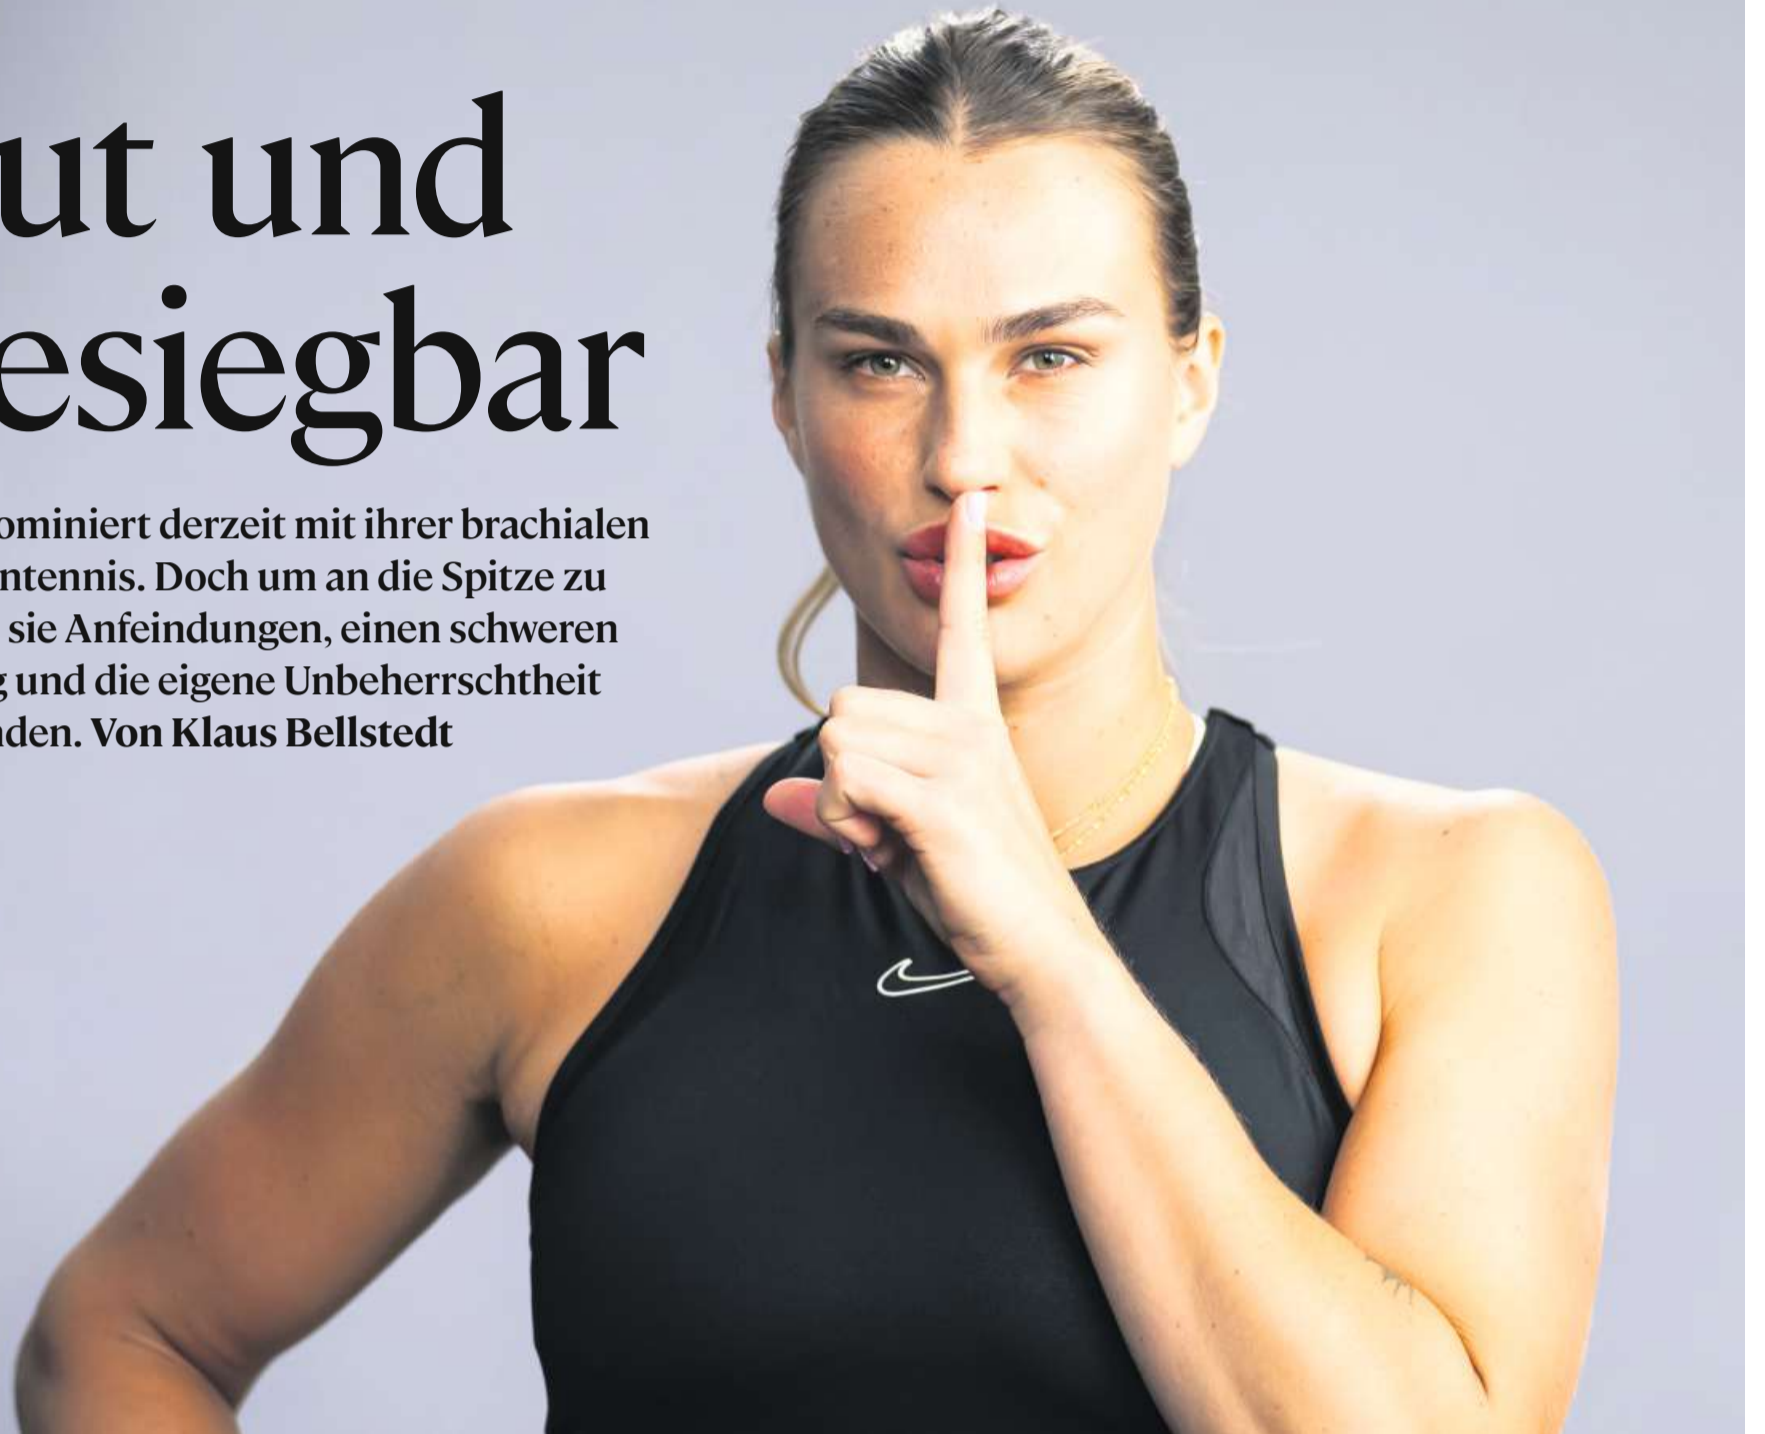 ut und
esiegbar
ominiert derzeit mit ihrer brachialen
ntennis. Doch um an die Spitze zu
sie Anfeindungen, einen schweren
g und die eigene Unbeherrschtheit
nden. Von Klaus Bellstedt